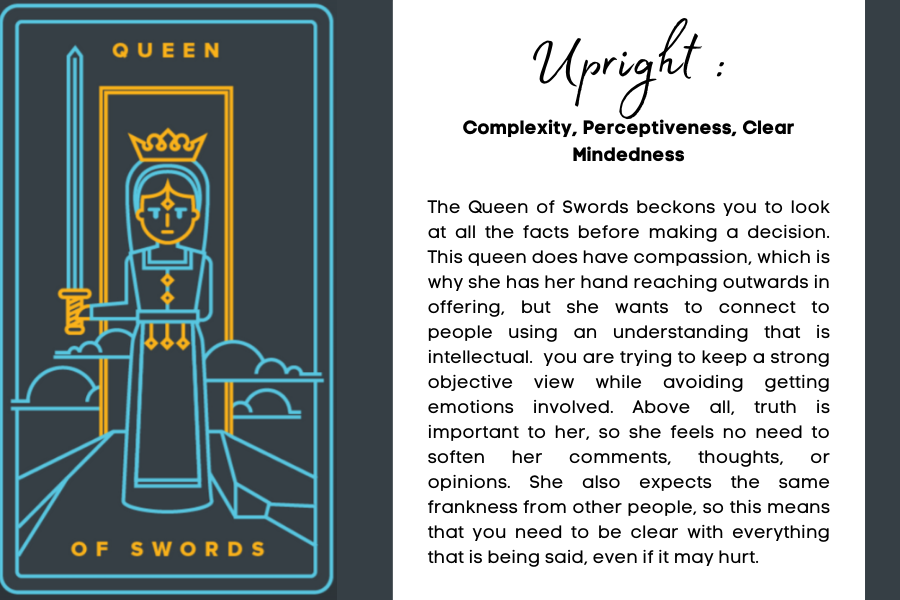 QUEEN
OF SWORDS
Upright :
Complexity, Perceptiveness, Clear
Mindedness
The Queen of Swords beckons you to look
at all the facts before making a decision.
This queen does have compassion, which is
why she has her hand reaching outwards in
offering, but she wants to connect to
people using an understanding that is
intellectual.  you are trying to keep a strong
objective view while avoiding getting
emotions involved. Above all, truth is
important to her, so she feels no need to
soften her comments, thoughts, or
opinions. She also expects the same
frankness from other people, so this means
that you need to be clear with everything
that is being said, even if it may hurt.